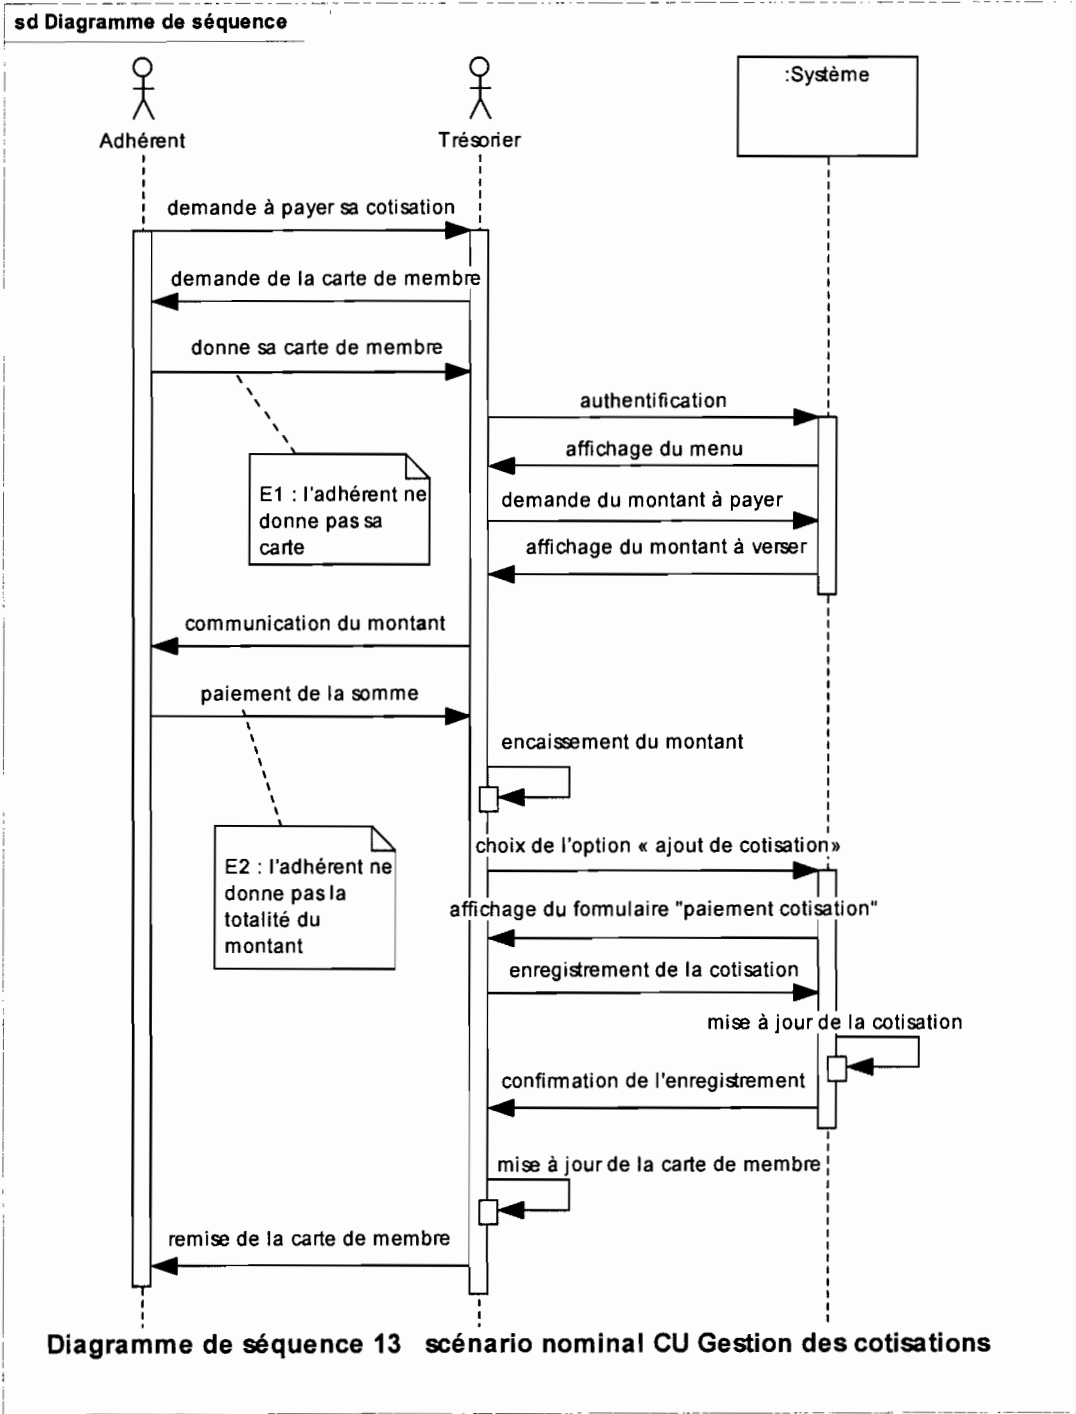 sd Diagramme de séquence
:Système
Adhérent
Trésorier
demande à payer sa cotisation
demande de la carte de membre
donne sa carte de membre
authentification
affichage du menu
E1 : l'adhérent ne
donne pas sa
carte
demande du montant à payer
affichage du montant à verser
communication du montant
paiement de la somme
encaissement du montant
choix de l'option « ajout de cotisation»
E2 : l'adhérent ne
donne pas la
totalité du
montant
affichage du formulaire "paiement cotisation"
enregistrement de la cotisation
mise à jour de la cotisation
confirmation de l'enregistrement
mise à jour de la carte de membre
remise de la carte de membre
Diagramme de séquence 13 scénario nominal CU Gestion des cotisations